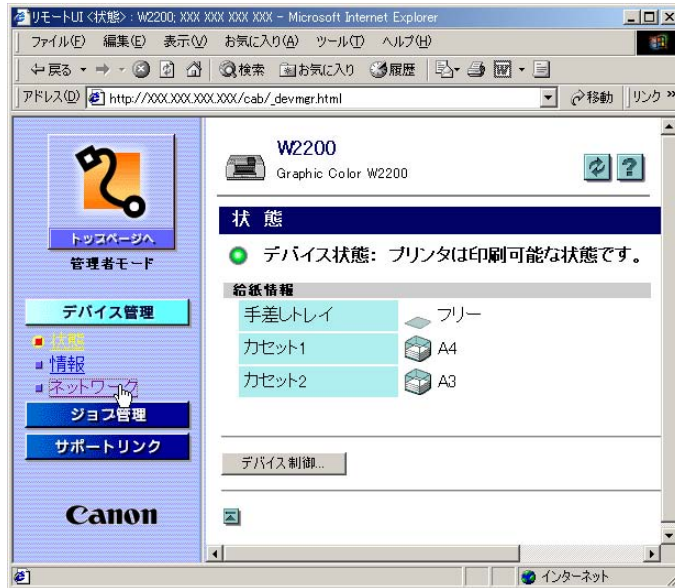 リモートUI <状態> : W2200; XXX XXX XXX XXX - Microsoft Internet Explorer
ファイル(F) 編集(E) 表示(V) お気に入り(A) ツール(T) ヘルプ(H)
戻る 検索 お気に入り 履歴
アドレス(D) http://XXX.XXX.XXX.XXX/cab/_devmgr.html 移動 リンク »
トップページへ
管理者モード
デバイス管理
状態
情報
ネットワーク
ジョブ管理
サポートリンク
Canon
W2200
Graphic Color W2200
状 態
デバイス状態: プリンタは印刷可能な状態です。
給紙情報
手差しトレイ フリー
カセット1 A4
カセット2 A3
デバイス制御...
インターネット